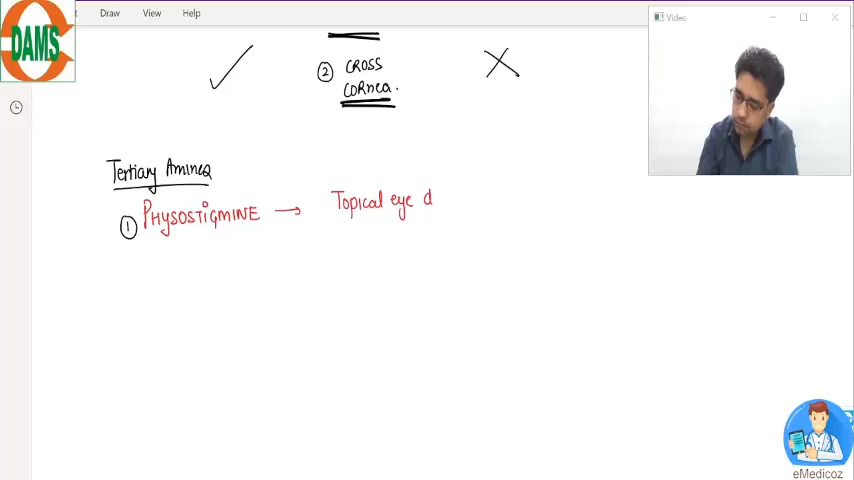 DAMS
Draw View Help
Video
② CROSS
CORNEA.
Tertiary Amines
① PHYSOSTIGMINE → Topical eye d
eMedicoz